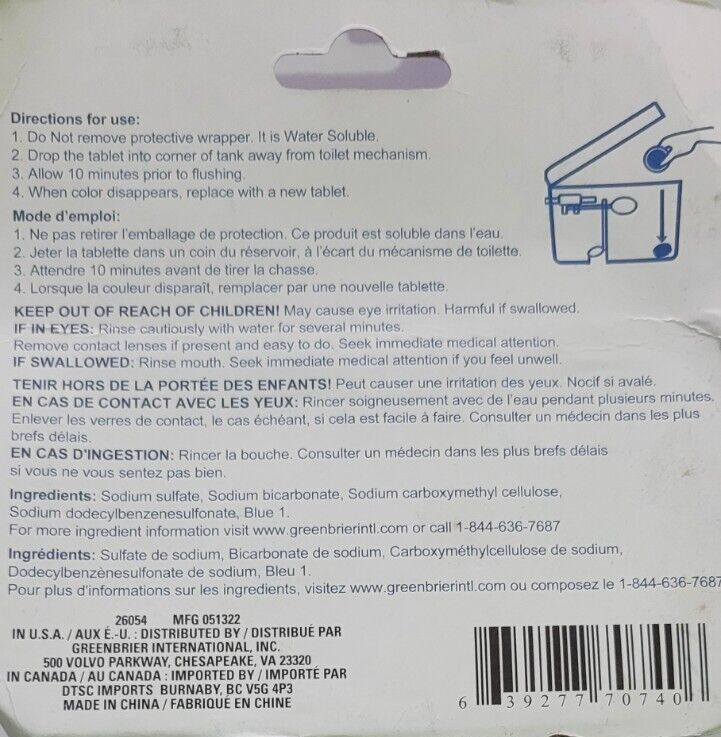 Directions for use:
1. Do Not remove protective wrapper. It is Water Soluble.
2. Drop the tablet into corner of tank away from toilet mechanism.
3. Allow 10 minutes prior to flushing.
4. When color disappears, replace with a new tablet.
Mode d'emploi:
1. Ne pas retirer l'emballage de protection. Ce produit est soluble dans l'eau.
2. Jeter la tablette dans un coin du réservoir, à l'écart du mécanisme de toilette.
3. Attendre 10 minutes avant de tirer la chasse.
4. Lorsque la couleur disparaît, remplacer par une nouvelle tablette.
KEEP OUT OF REACH OF CHILDREN! May cause eye irritation. Harmful if swallowed.
IF IN EYES: Rinse cautiously with water for several minutes.
Remove contact lenses if present and easy to do. Seek immediate medical attention.
IF SWALLOWED: Rinse mouth. Seek immediate medical attention if you feel unwell.
TENIR HORS DE LA PORTÉE DES ENFANTS! Peut causer une irritation des yeux. Nocif si avalé.
EN CAS DE CONTACT AVEC LES YEUX: Rincer soigneusement avec de l'eau pendant plusieurs minutes.
Enlever les verres de contact, le cas échéant, si cela est facile à faire. Consulter un médecin dans les plus
brefs délais.
EN CAS D'INGESTION: Rincer la bouche. Consulter un médecin dans les plus brefs délais
si vous ne vous sentez pas bien.
Ingredients: Sodium sulfate, Sodium bicarbonate, Sodium carboxymethyl cellulose,
Sodium dodecylbenzenesulfonate, Blue 1.
For more ingredient information visit www.greenbrierintl.com or call 1-844-636-7687
Ingrédients: Sulfate de sodium, Bicarbonate de sodium, Carboxyméthylcellulose de sodium,
Dodecylbenzènesulfonate de sodium, Bleu 1.
Pour plus d'informations sur les ingredients, visitez www.greenbrierintl.com ou composez le 1-844-636-7687
26054 MFG 051322
IN U.S.A. / AUX É.-U. : DISTRIBUTED BY / DISTRIBUÉ PAR
GREENBRIER INTERNATIONAL, INC.
500 VOLVO PARKWAY, CHESAPEAKE, VA 23320
IN CANADA / AU CANADA : IMPORTED BY / IMPORTÉ PAR
DTSC IMPORTS BURNABY, BC V5G 4P3
MADE IN CHINA / FABRIQUÉ EN CHINE
6 39277 70740